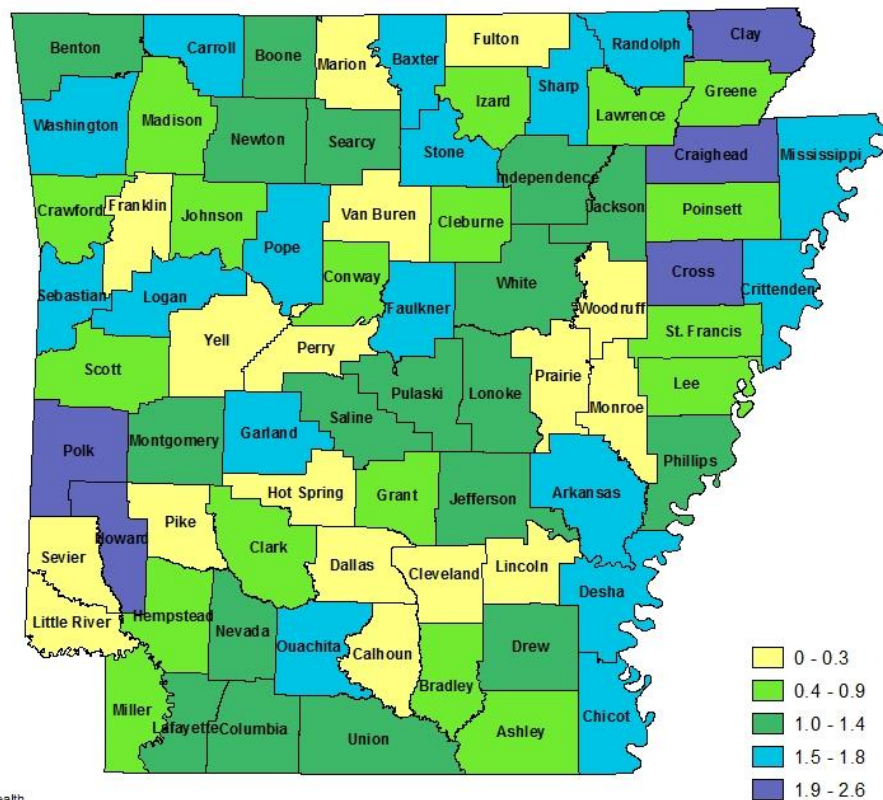 Benton
Carroll
Boone
Marion
Baxter
Fulton
Randolph
Clay
Izard
Sharp
Lawrence
Greene
Washington
Madison
Newton
Searcy
Stone
Independence
Craighead
Mississippi
Crawford
Franklin
Johnson
Pope
Van Buren
Cleburne
Jackson
Poinsett
Sebastian
Logan
Conway
Faulkner
White
Woodruff
Cross
Crittenden
Scott
Yell
Perry
Pulaski
Lonoke
Prairie
Monroe
St. Francis
Lee
Polk
Montgomery
Garland
Saline
Phillips
Howard
Pike
Hot Spring
Grant
Jefferson
Arkansas
Sevier
Clark
Dallas
Cleveland
Lincoln
Desha
Little River
Hempstead
Nevada
Ouachita
Calhoun
Bradley
Drew
Chicot
Miller
Lafayette
Columbia
Union
Ashley
0 - 0.3
0.4 - 0.9
1.0 - 1.4
1.5 - 1.8
1.9 - 2.6